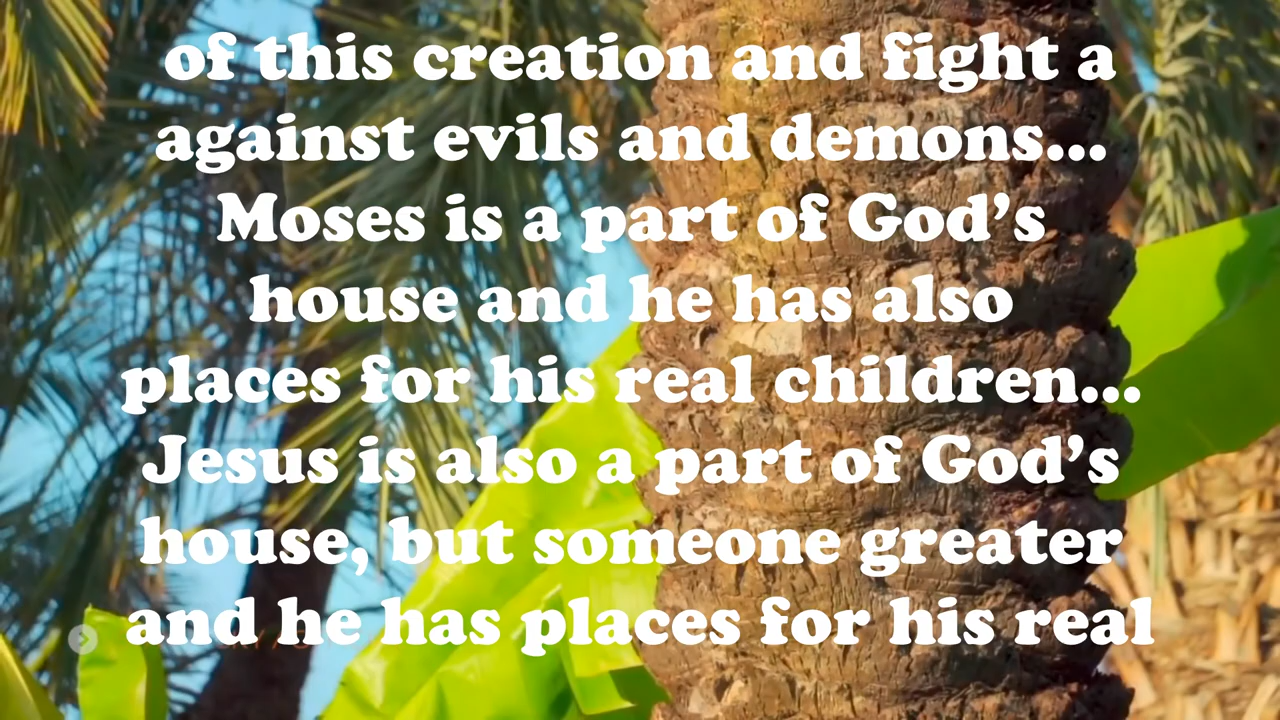 of this creation and fight a
against evils and demons...
Moses is a part of God's
house and he has also
places for his real children...
Jesus is also a part of God's
house, but someone greater
and he has places for his real